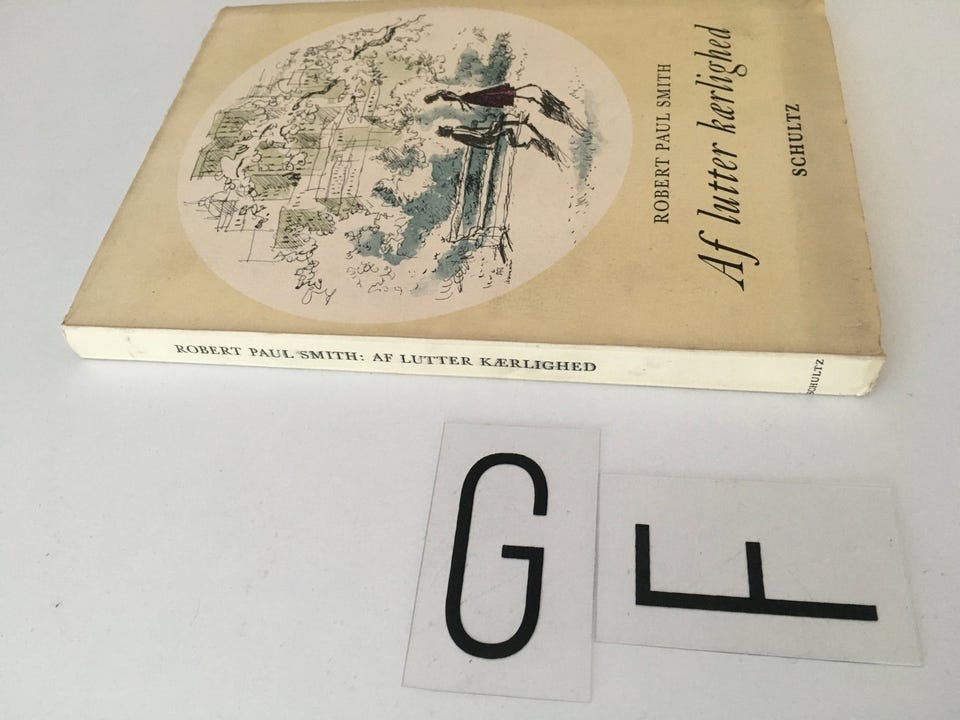 ROBERT PAUL SMITH
Af lutter kærlighed
SCHULTZ
ROBERT PAUL SMITH: AF LUTTER KÆRLIGHED
SCHULTZ
G
F